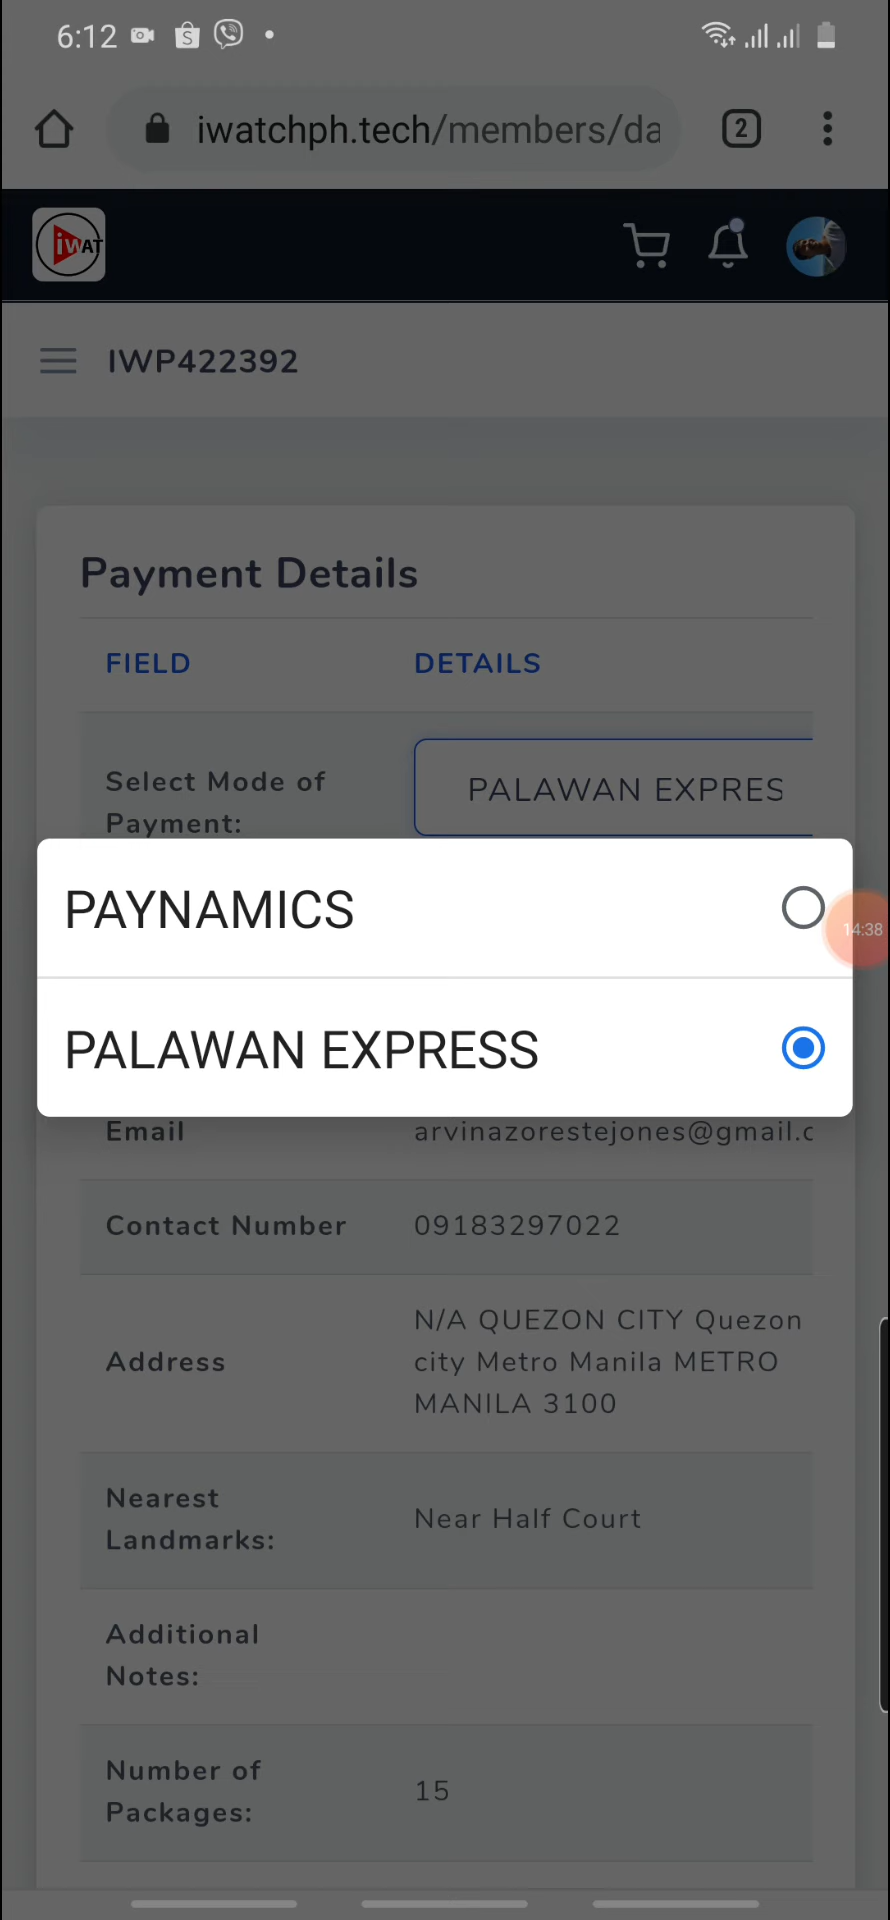 6:12
iwatchph.tech/members/da
2
iWAT
IWP422392
Payment Details
FIELD DETAILS
Select Mode of
Payment:
PALAWAN EXPRES
PAYNAMICS
14:38
PALAWAN EXPRESS
Email arvinazorestejones@gmail.c
Contact Number 09183297022
Address
N/A QUEZON CITY Quezon
city Metro Manila METRO
MANILA 3100
Nearest
Landmarks:
Near Half Court
Additional
Notes:
Number of
Packages:
15